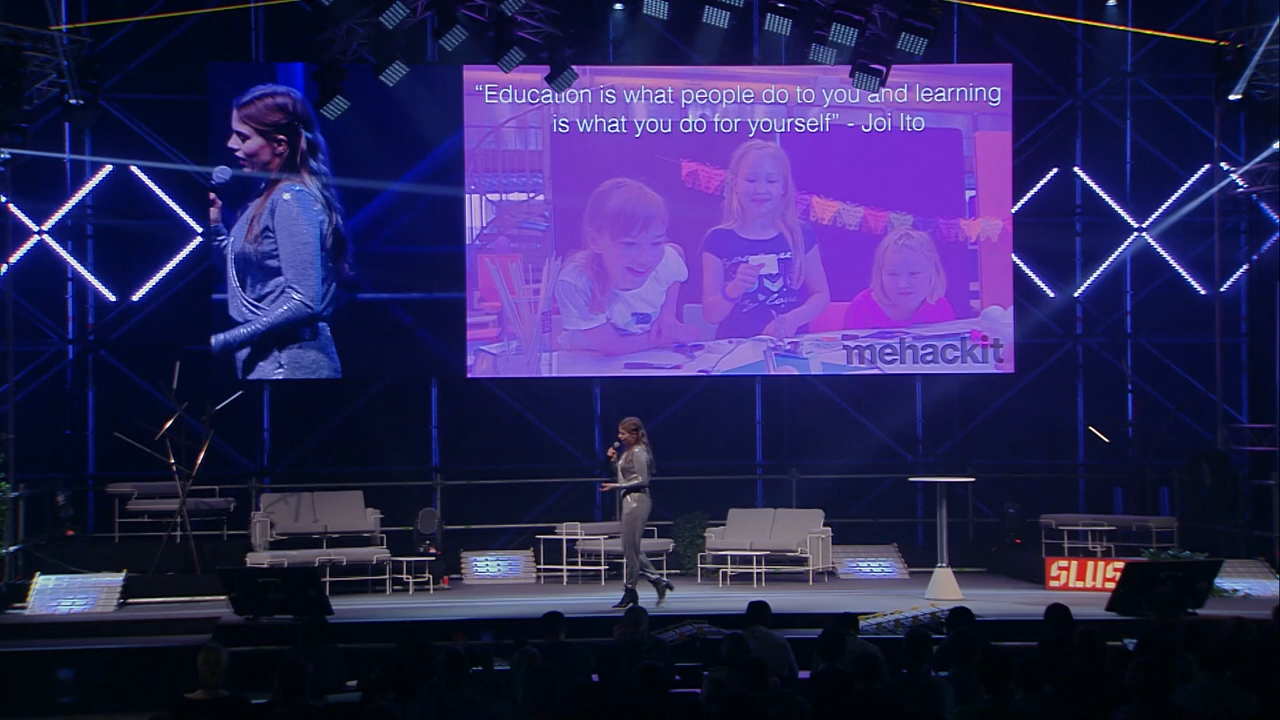 “Education is what people do to you and learning
is what you do for yourself” - Joi Ito
mehackit
SLUS